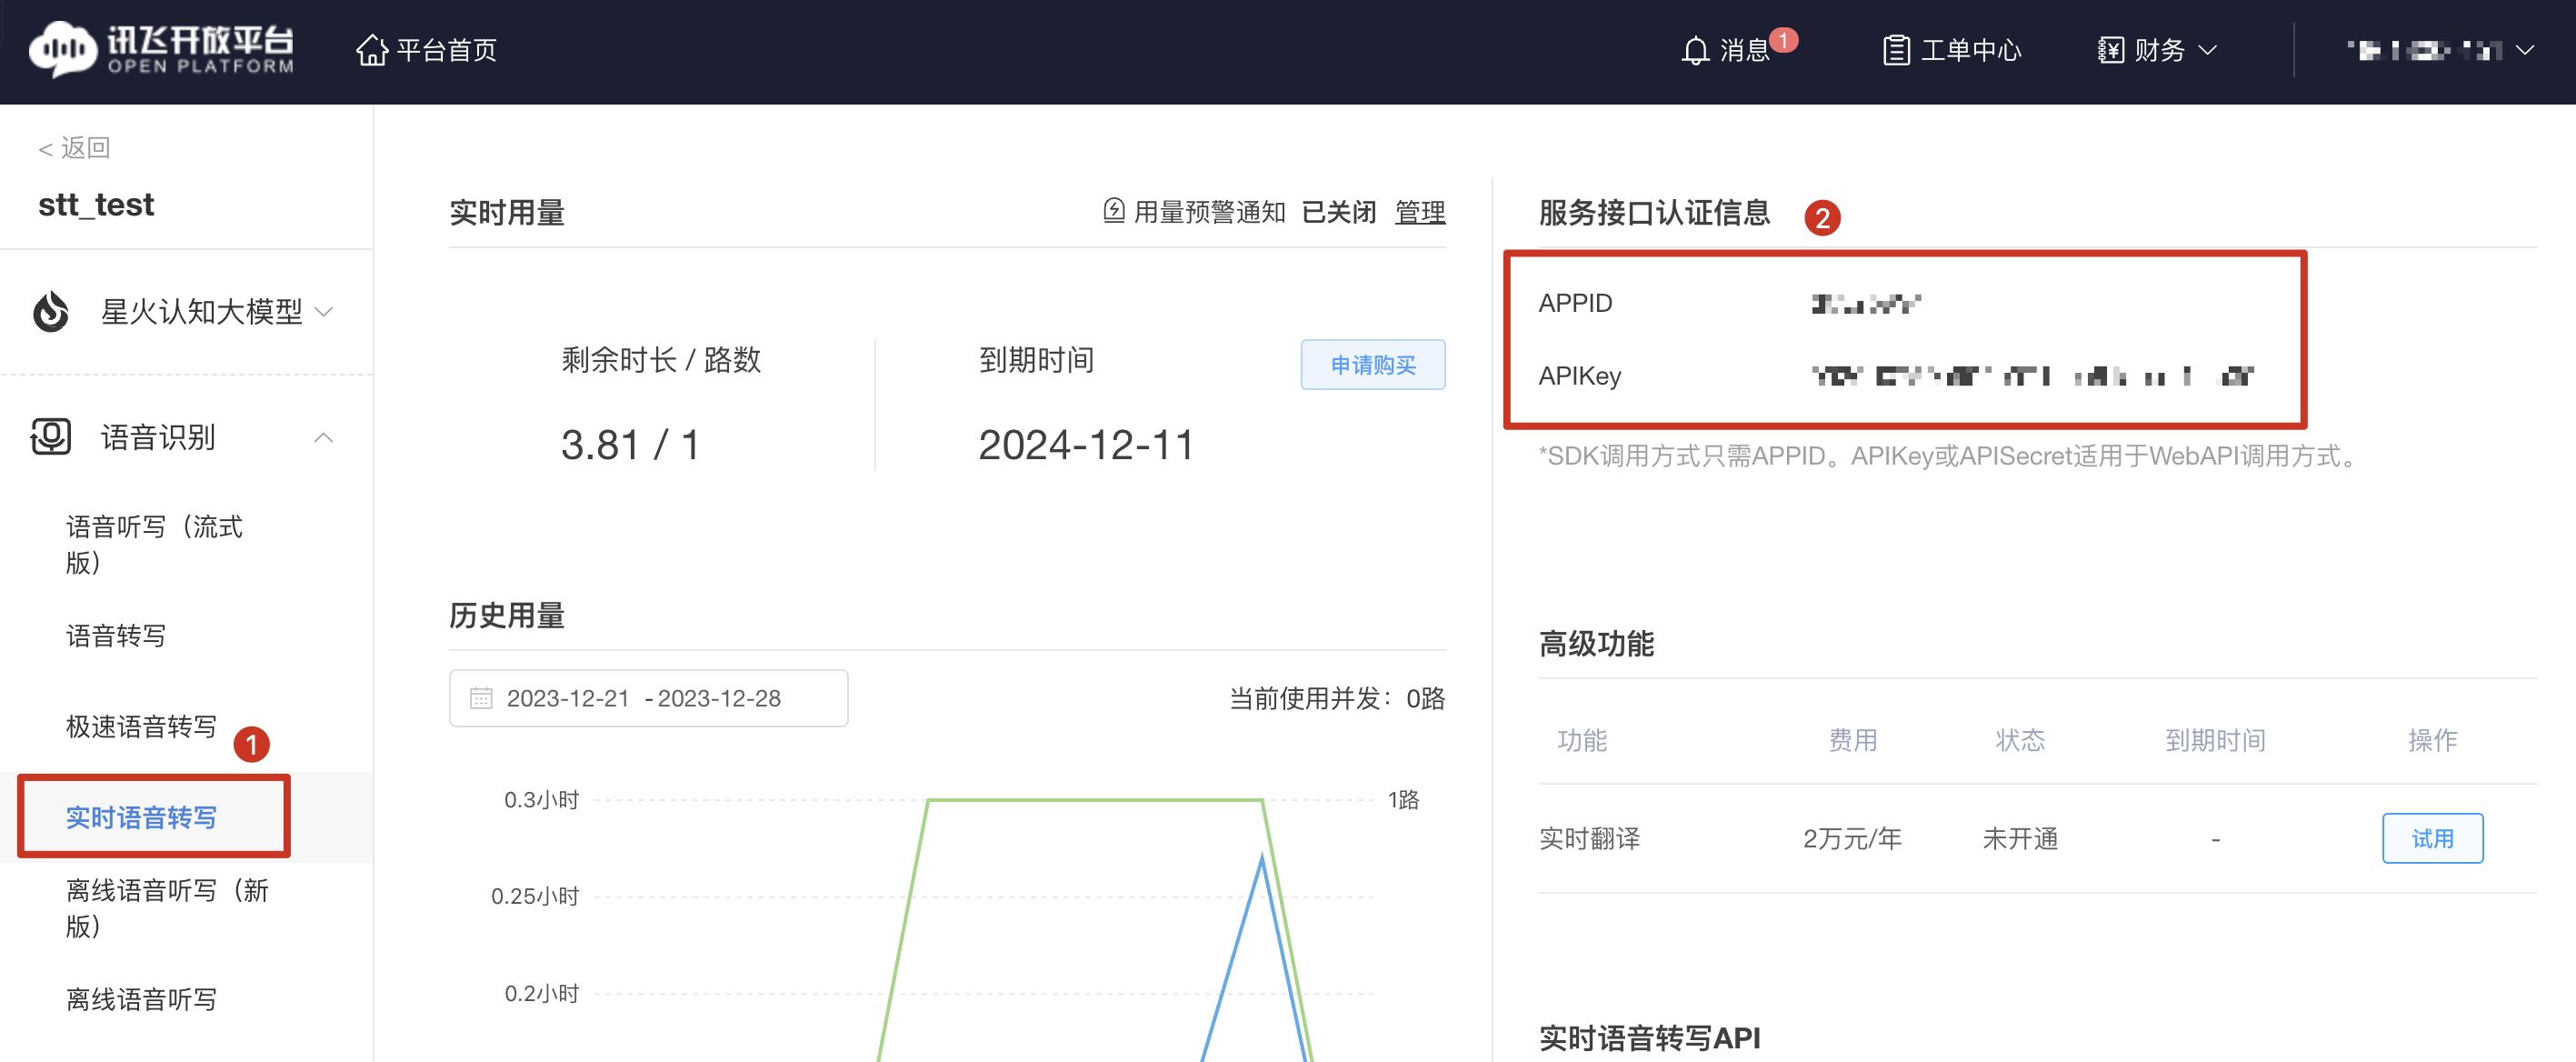 讯飞开放平台
OPEN PLATFORM
平台首页
消息 1
工单中心
财务
< 返回
stt_test
星火认知大模型
语音识别
语音听写（流式
版）
语音转写
极速语音转写
1
实时语音转写
离线语音听写（新
版）
离线语音听写
实时用量
用量预警通知 已关闭 管理
剩余时长 / 路数
3.81 / 1
到期时间
2024-12-11
申请购买
历史用量
2023-12-21 - 2023-12-28
当前使用并发：0路
0.3小时
1路
0.25小时
0.2小时
服务接口认证信息 2
APPID
APIKey
*SDK调用方式只需APPID。APIKey或APISecret适用于WebAPI调用方式。
高级功能
功能 费用 状态 到期时间 操作
实时翻译 2万元/年 未开通 - 试用
实时语音转写API